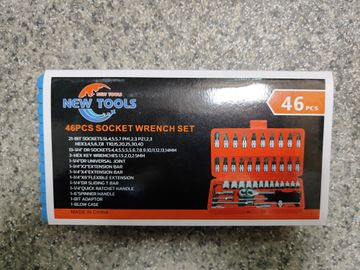 NEW TOOLS
NEW TOOLS
46 PCS
46PCS SOCKET WRENCH SET
21-BIT SOCKETS:SL4,5.5,7 PH1,2,3 PZ1,2,3
HEX3,4,5,6,7,8 TX10,15,20,25,30,40
13-1/4" DR SOCKETS:4,4.5,5,5.5,6,7,8,9,10,11,12,13,14MM
3-HEX KEY WRENCHES:1.5,2.0,2.5MM
1-1/4"DR UNIVERSAL JOINT
1-1/4"X2"EXTENSION BAR
1-1/4"X4"EXTENSION BAR
1-1/4"X6"FLEXIBLE EXTENSION
1-1/4"DR SLIDING T BAR
1-1/4"QUICK RATCHET HANDLE
1-6"SPINNER HANDLE
1-BIT ADAPTOR
1-BLOW CASE
MADE IN CHINA